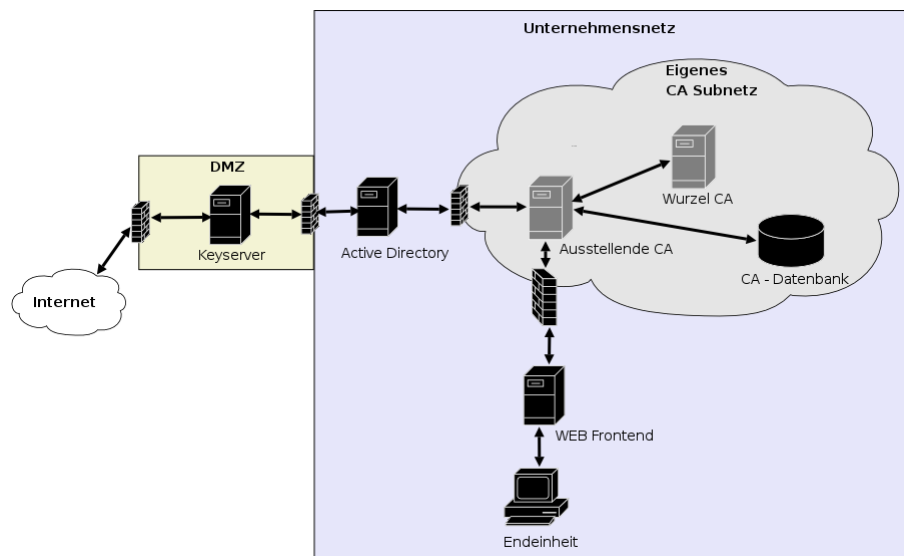 Unternehmensnetz
Eigenes
CA Subnetz
DMZ
Wurzel CA
Keyserver
Active Directory
Ausstellende CA
CA - Datenbank
Internet
WEB Frontend
Endeinheit